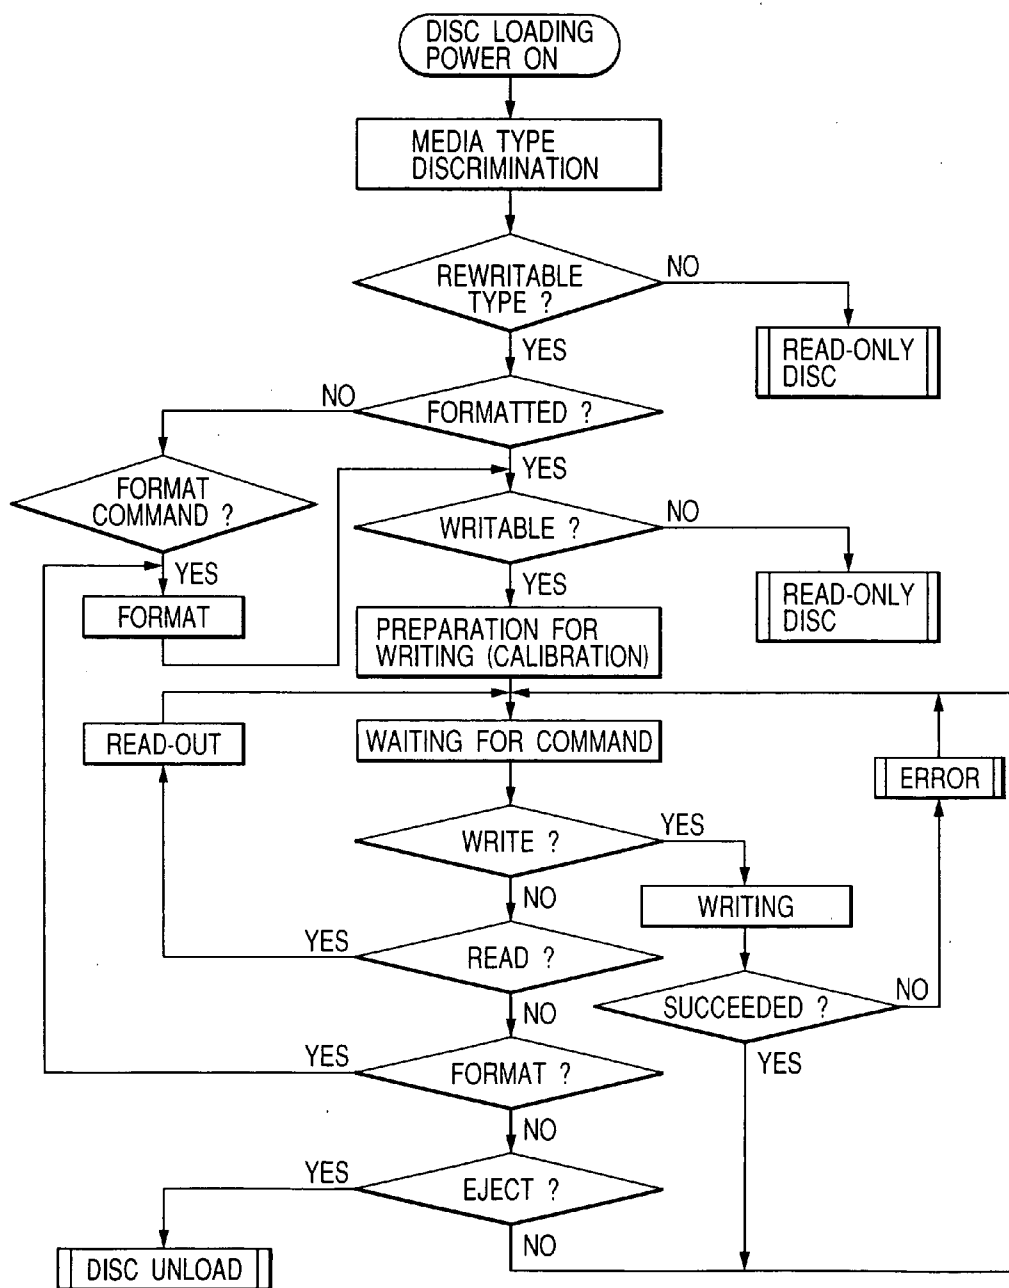 DISC LOADING
POWER ON
MEDIA TYPE
DISCRIMINATION
REWRITABLE
TYPE ?
NO
YES
READ-ONLY
DISC
NO
FORMATTED ?
YES
FORMAT
COMMAND ?
WRITABLE ?
NO
YES
YES
READ-ONLY
DISC
FORMAT
PREPARATION FOR
WRITING (CALIBRATION)
READ-OUT
WAITING FOR COMMAND
ERROR
WRITE ?
YES
NO
WRITING
YES
READ ?
NO
SUCCEEDED ?
NO
YES
YES
FORMAT ?
NO
YES
EJECT ?
NO
DISC UNLOAD